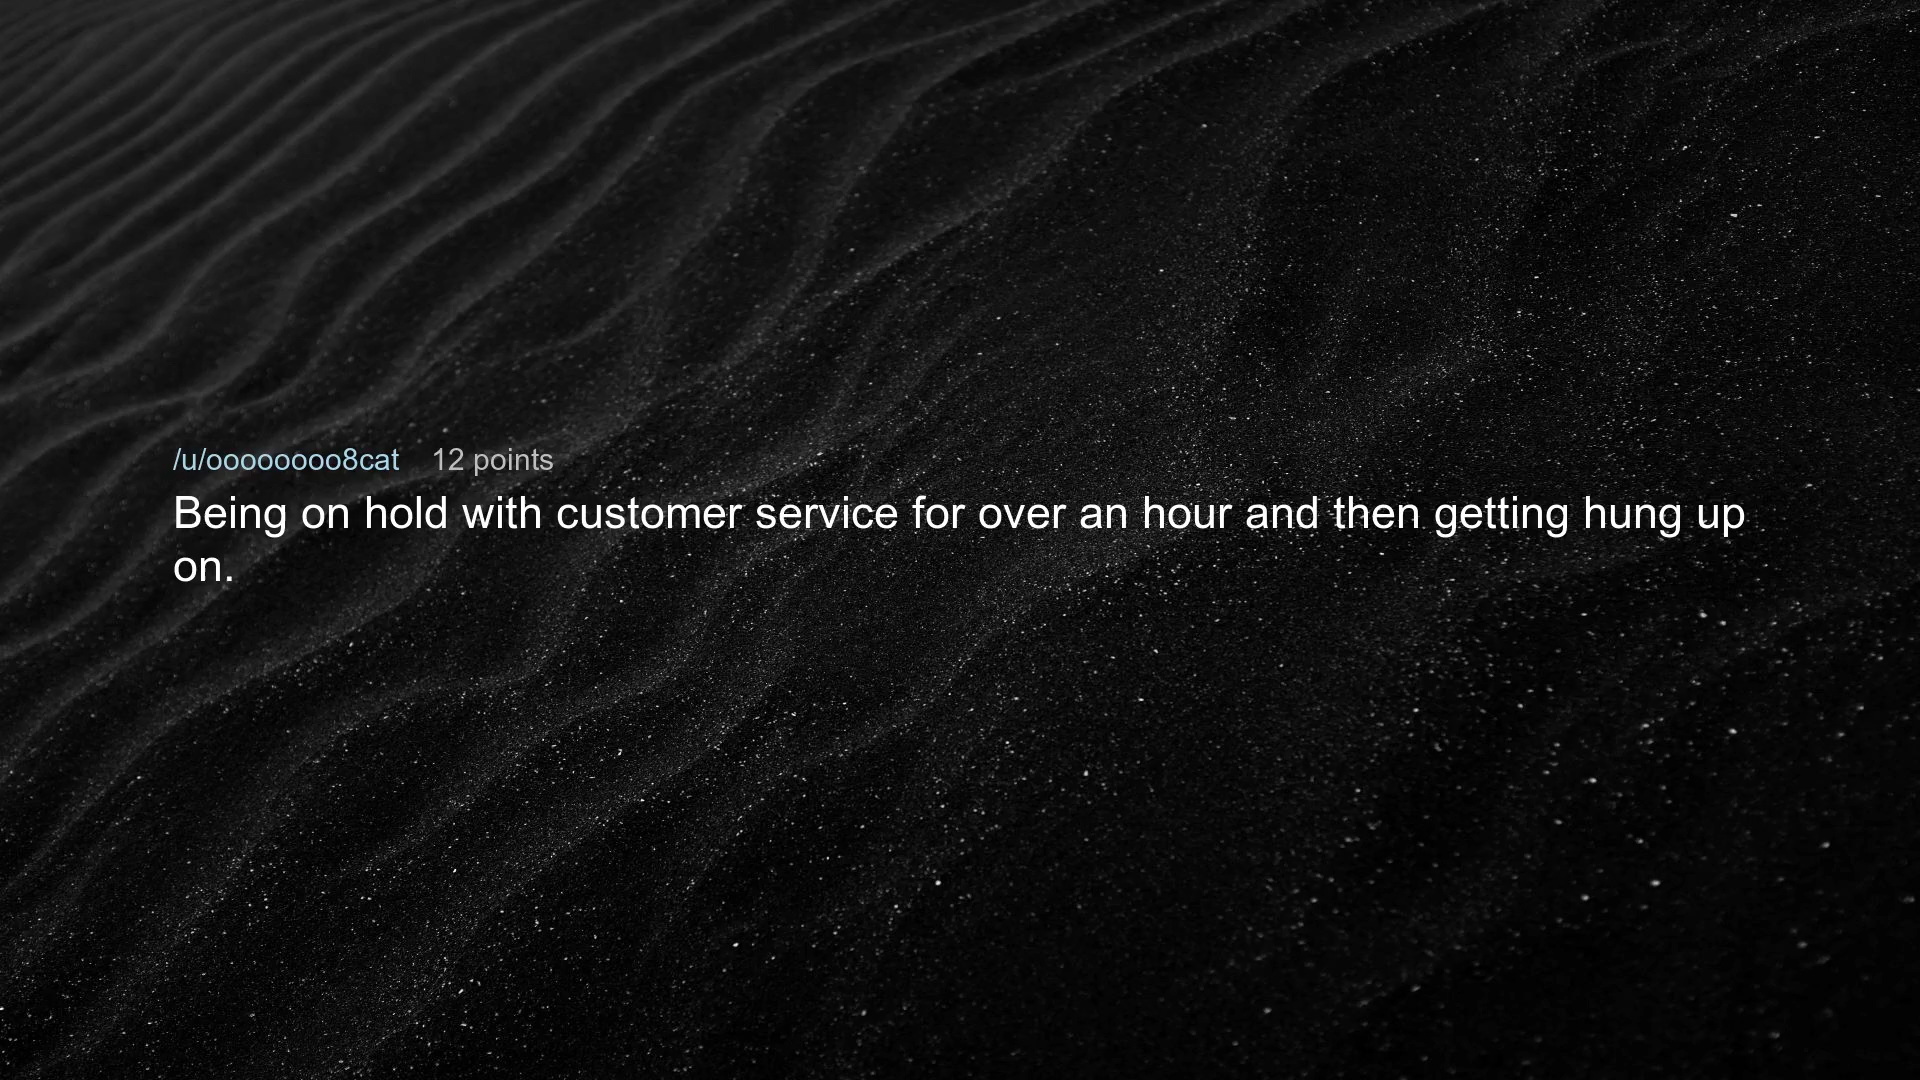 /u/oooooooo8cat 12 points
Being on hold with customer service for over an hour and then getting hung up
on.